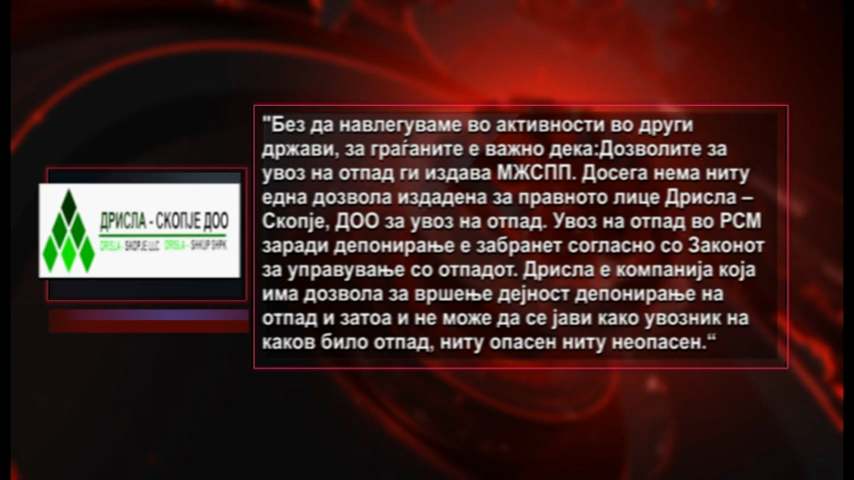 ДРИСЛА - СКОПЈЕ ДОО
DRISLA - SKOPJE LLC DRISLA - SHKUP SHPK
"Без да навлегуваме во активности во други
држави, за граѓаните е важно дека:Дозволите за
увоз на отпад ги издава МЖСПП. Досега нема ниту
една дозвола издадена за правното лице Дрисла –
Скопје, ДОО за увоз на отпад. Увоз на отпад во РСМ
заради депонирање е забранет согласно со Законот
за управување со отпадот. Дрисла е компанија која
има дозвола за вршење дејност депонирање на
отпад и затоа и не може да се јави како увозник на
каков било отпад, ниту опасен ниту неопасен.“